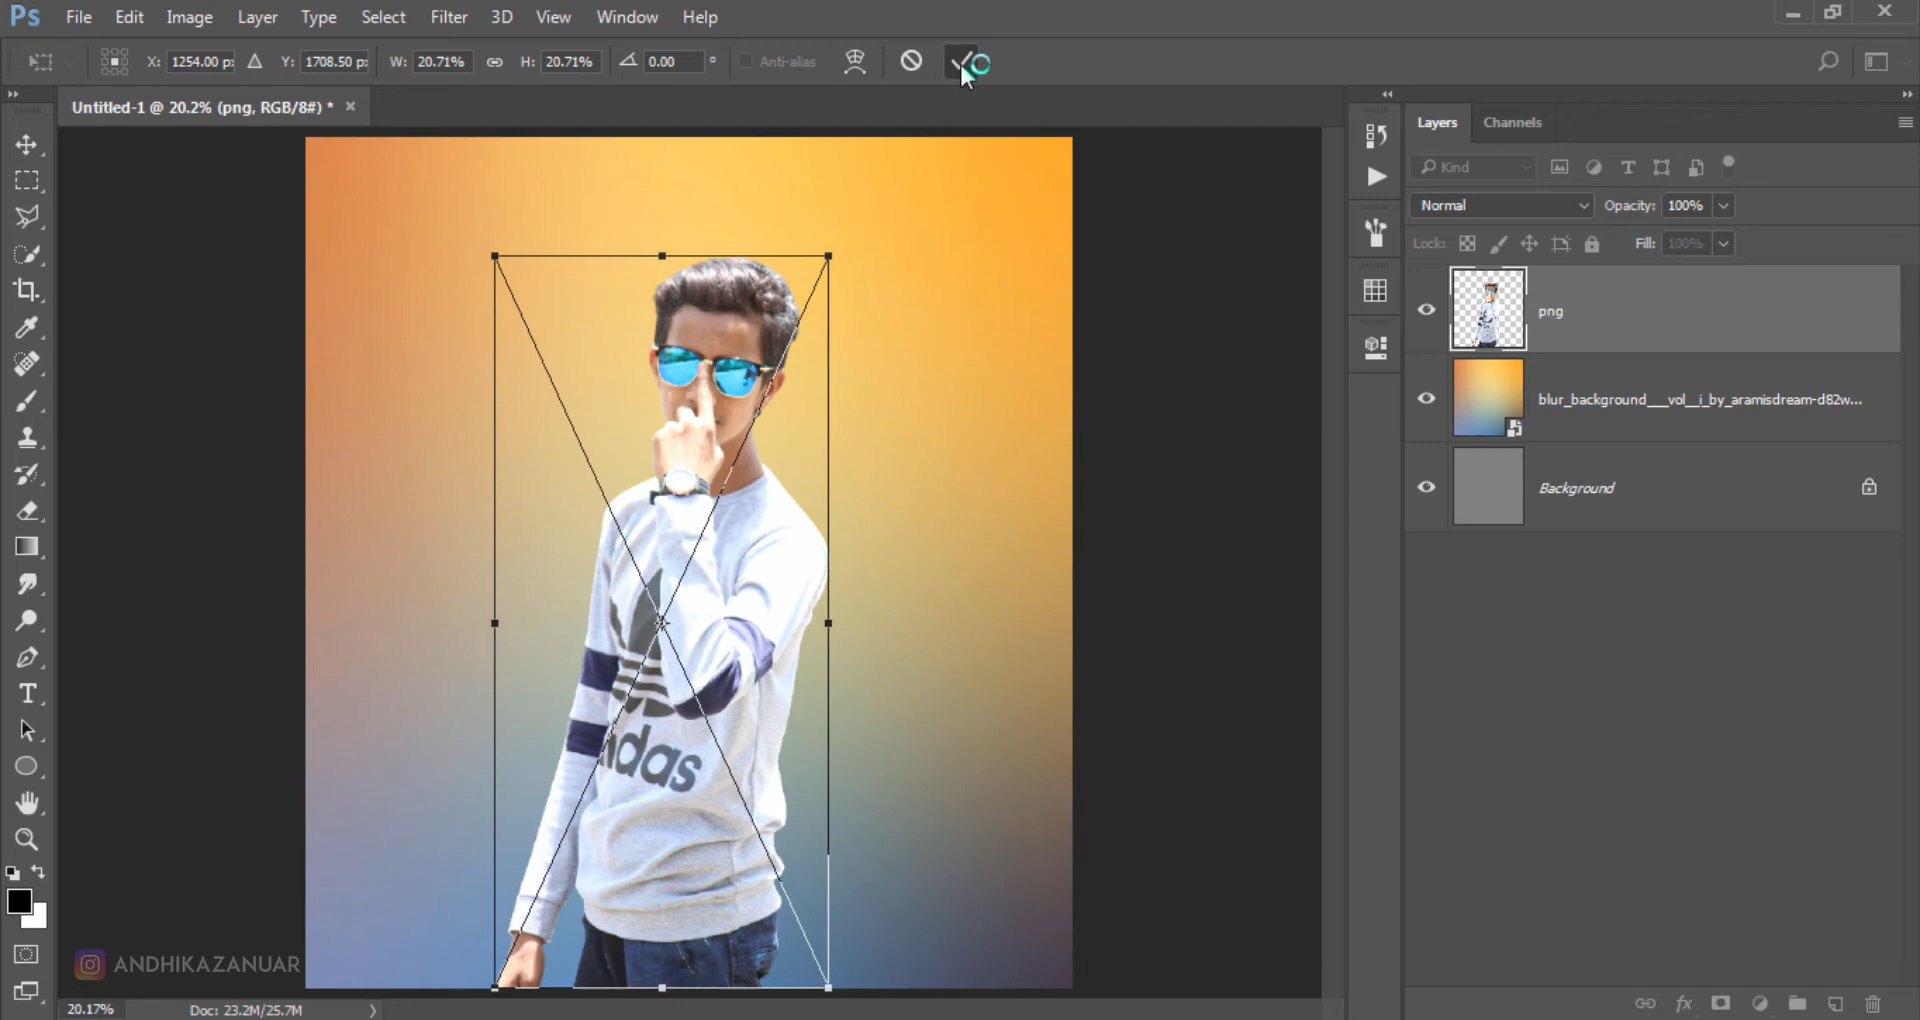 Ps File Edit Image Layer Type Select Filter 3D View Window Help
X: 1254.00 p Y: 1708.50 p W: 20.71% H: 20.71% 0.00 ° Anti-alias
Untitled-1 @ 20.2% (png, RGB/8#) * ×
Layers Channels
Kind
Normal Opacity: 100%
Lock: Fill: 100%
png
blur_background___vol__i_by_aramisdream-d82w...
Background
das
ANDHIKAZANUAR
20.17% Doc: 23.2M/25.7M
fx